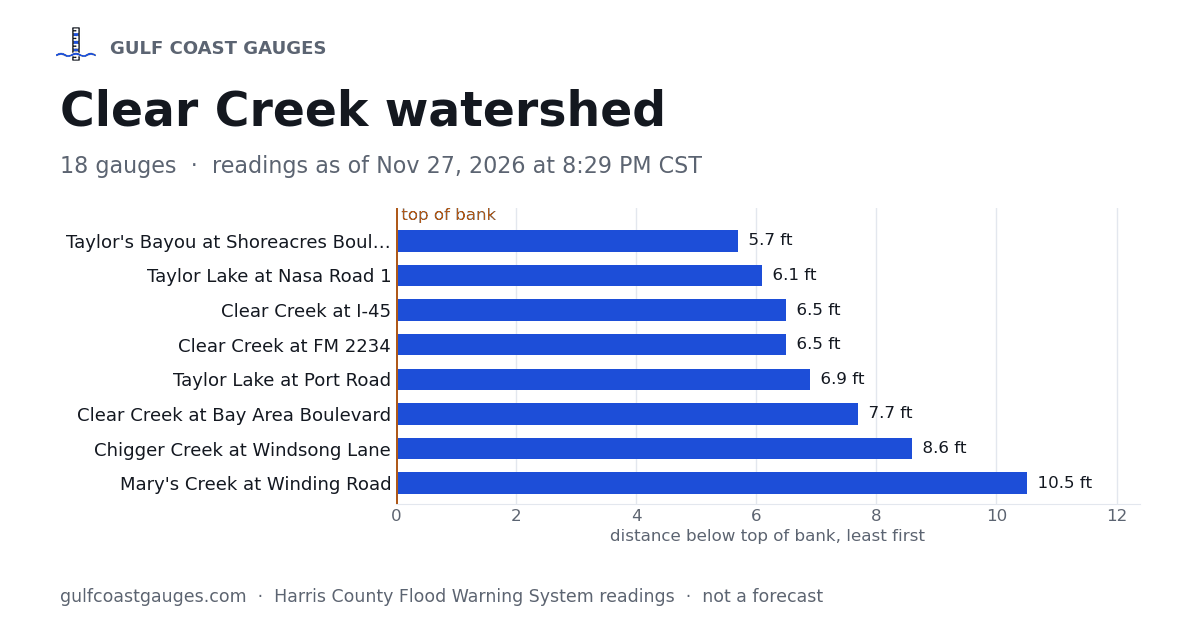 GULF COAST GAUGES
Clear Creek watershed
18 gauges · readings as of Nov 27, 2026 at 8:29 PM CST
top of bank
Taylor's Bayou at Shoreacres Boul… 5.7 ft
Taylor Lake at Nasa Road 1 6.1 ft
Clear Creek at I-45 6.5 ft
Clear Creek at FM 2234 6.5 ft
Taylor Lake at Port Road 6.9 ft
Clear Creek at Bay Area Boulevard 7.7 ft
Chigger Creek at Windsong Lane 8.6 ft
Mary's Creek at Winding Road 10.5 ft
0 2 4 6 8 10 12
distance below top of bank, least first
gulfcoastgauges.com · Harris County Flood Warning System readings · not a forecast